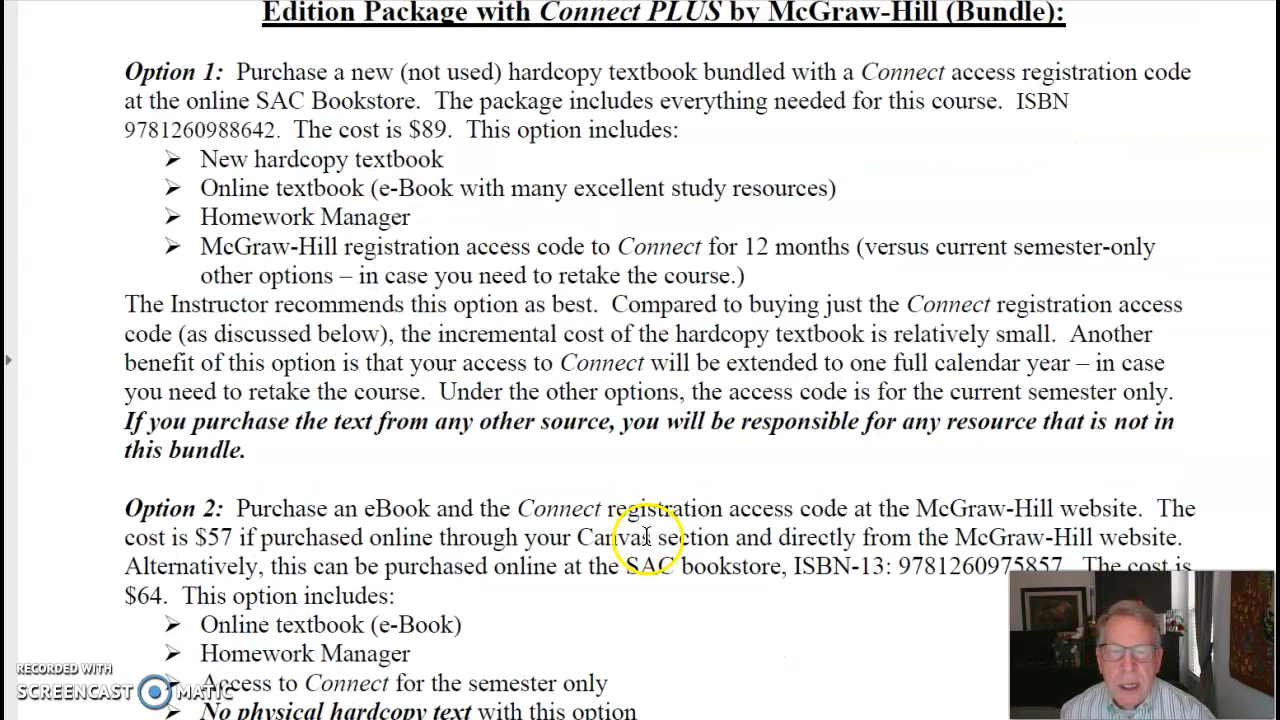 Edition Package with Connect PLUS by McGraw-Hill (Bundle):
Option 1: Purchase a new (not used) hardcopy textbook bundled with a Connect access registration code
at the online SAC Bookstore. The package includes everything needed for this course. ISBN
9781260988642. The cost is $89. This option includes:
➢ New hardcopy textbook
➢ Online textbook (e-Book with many excellent study resources)
➢ Homework Manager
➢ McGraw-Hill registration access code to Connect for 12 months (versus current semester-only
other options – in case you need to retake the course.)
The Instructor recommends this option as best. Compared to buying just the Connect registration access
code (as discussed below), the incremental cost of the hardcopy textbook is relatively small. Another
benefit of this option is that your access to Connect will be extended to one full calendar year – in case
you need to retake the course. Under the other options, the access code is for the current semester only.
If you purchase the text from any other source, you will be responsible for any resource that is not in
this bundle.
Option 2: Purchase an eBook and the Connect registration access code at the McGraw-Hill website. The
cost is $57 if purchased online through your Canvas section and directly from the McGraw-Hill website.
Alternatively, this can be purchased online at the SAC bookstore, ISBN-13: 9781260975857. The cost is
$64. This option includes:
➢ Online textbook (e-Book)
➢ Homework Manager
➢ Access to Connect for the semester only
➢ No physical hardcopy text with this option
RECORDED WITH
SCREENCAST MATIC